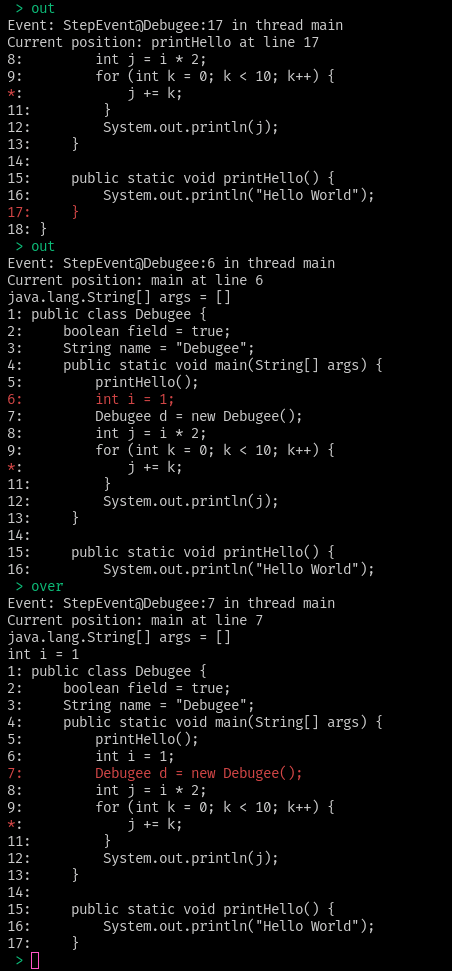 > out
Event: StepEvent@Debugee:17 in thread main
Current position: printHello at line 17
8:         int j = i * 2;
9:         for (int k = 0; k < 10; k++) {
*:             j += k;
11:         }
12:         System.out.println(j);
13:     }
14:
15:     public static void printHello() {
16:         System.out.println("Hello World");
17:     }
18: }
> out
Event: StepEvent@Debugee:6 in thread main
Current position: main at line 6
java.lang.String[] args = []
1: public class Debugee {
2:     boolean field = true;
3:     String name = "Debugee";
4:     public static void main(String[] args) {
5:         printHello();
6:         int i = 1;
7:         Debugee d = new Debugee();
8:         int j = i * 2;
9:         for (int k = 0; k < 10; k++) {
*:             j += k;
11:         }
12:         System.out.println(j);
13:     }
14:
15:     public static void printHello() {
16:         System.out.println("Hello World");
> over
Event: StepEvent@Debugee:7 in thread main
Current position: main at line 7
java.lang.String[] args = []
int i = 1
1: public class Debugee {
2:     boolean field = true;
3:     String name = "Debugee";
4:     public static void main(String[] args) {
5:         printHello();
6:         int i = 1;
7:         Debugee d = new Debugee();
8:         int j = i * 2;
9:         for (int k = 0; k < 10; k++) {
*:             j += k;
11:         }
12:         System.out.println(j);
13:     }
14:
15:     public static void printHello() {
16:         System.out.println("Hello World");
17:     }
>